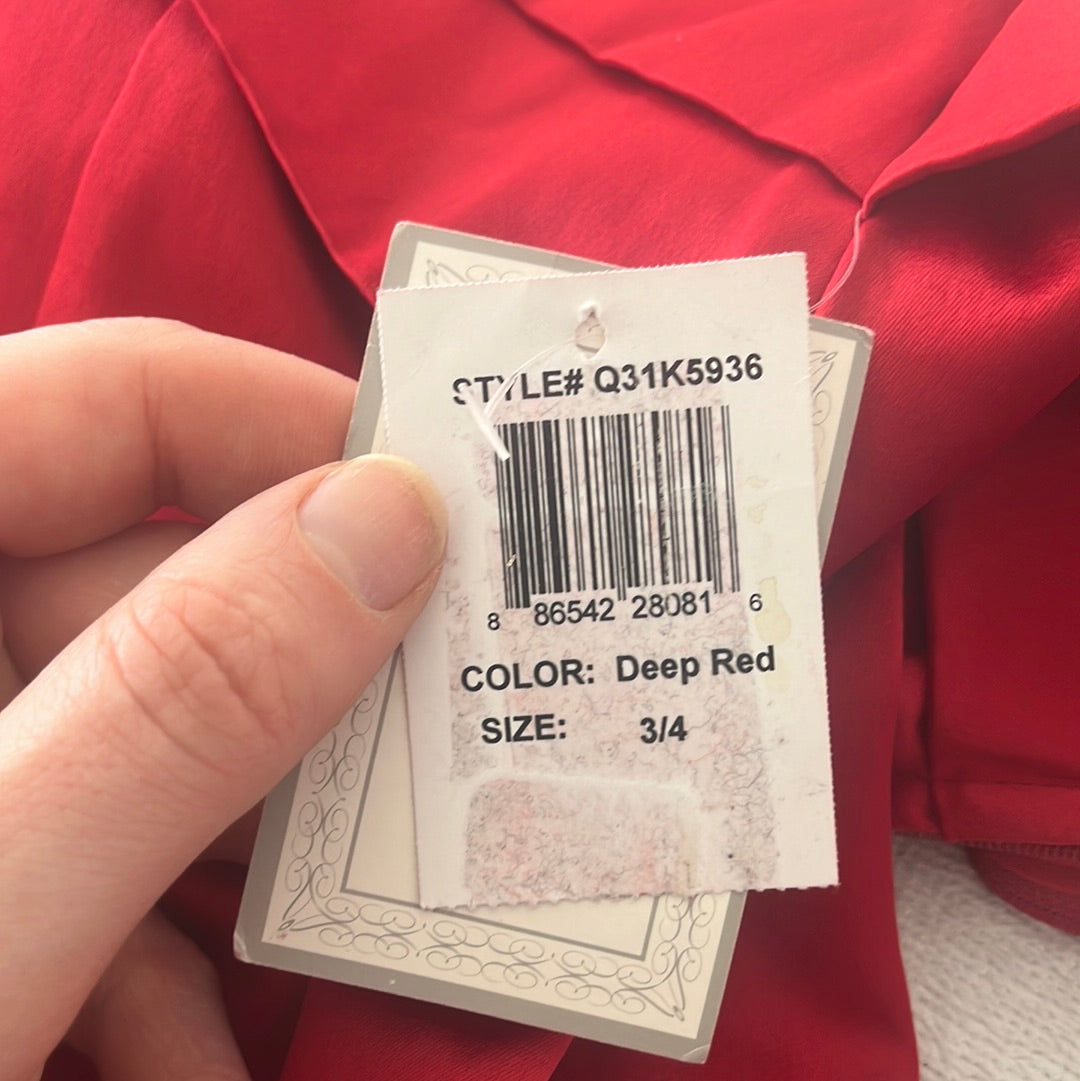 STYLE# Q31K5936
8 86542 28081 6
COLOR: Deep Red
SIZE: 3/4